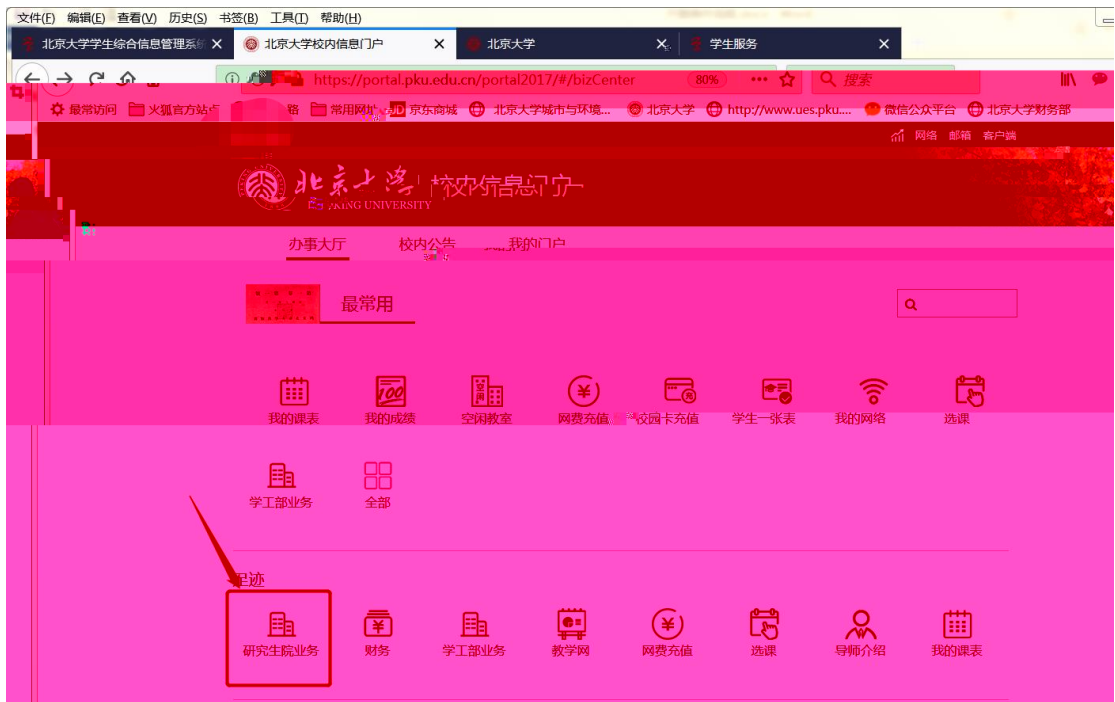 文件(F) 编辑(E) 查看(V) 历史(S) 书签(B) 工具(T) 帮助(H)
北京大学学生综合信息管理系统 北京大学校内信息门户 北京大学 学生服务
https://portal.pku.edu.cn/portal2017/#/bizCenter 80% 搜索
最常访问 火狐官方站点 路 常用网址 JD 京东商城 北京大学城市与环境... 北京大学 http://www.ues.pku.... 微信公众平台 北京大学财务部
网络 邮箱 客户端
北京大学 校内信息门户
PEKING UNIVERSITY
办事大厅 校内公告 我的门户
最常用
我的课表 我的成绩 空闲教室 网费充值 校园卡充值 学生一张表 我的网络 选课
学工部业务 全部
足迹
研究生院业务 财务 学工部业务 教学网 网费充值 选课 导师介绍 我的课表